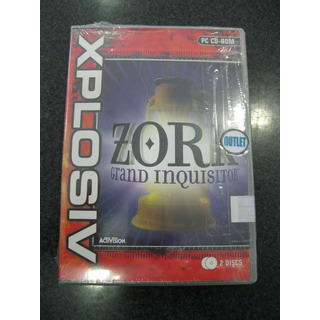 PC CD-ROM
XPLOSIV
ZORK
GRAND INQUISITOR
OUTLET
ACTIVISION
2 DISCS